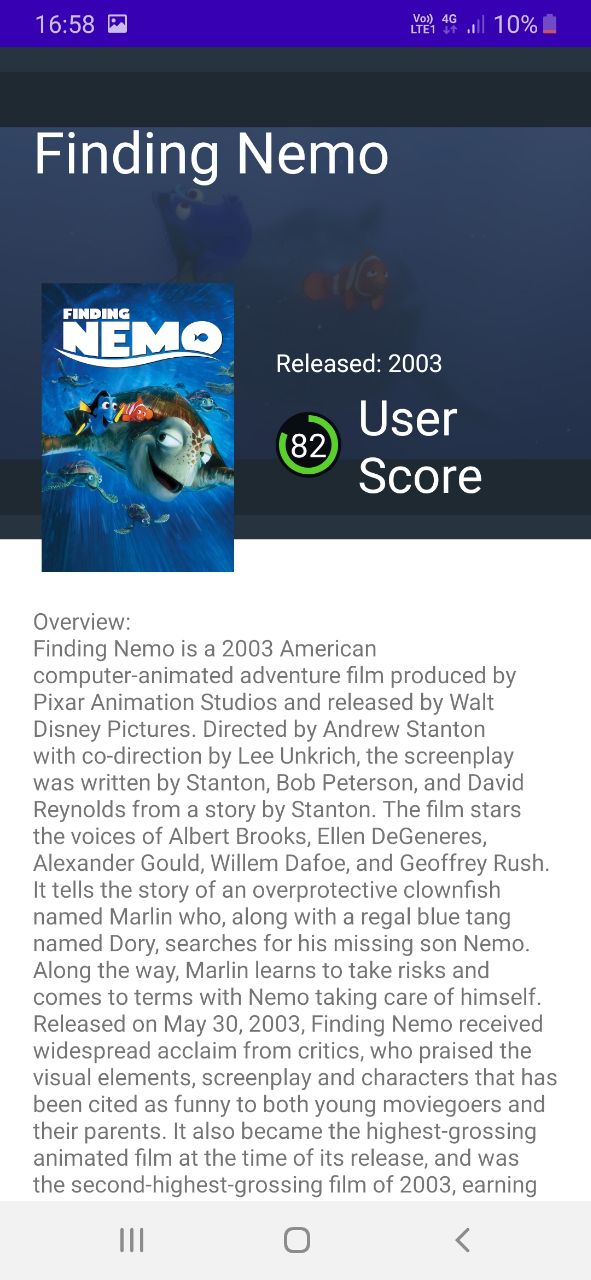 16:58
Vo)) 4G
LTE1
10%
Finding Nemo
FINDING
NEMO
Released: 2003
82
User
Score
Overview:
Finding Nemo is a 2003 American
computer-animated adventure film produced by
Pixar Animation Studios and released by Walt
Disney Pictures. Directed by Andrew Stanton
with co-direction by Lee Unkrich, the screenplay
was written by Stanton, Bob Peterson, and David
Reynolds from a story by Stanton. The film stars
the voices of Albert Brooks, Ellen DeGeneres,
Alexander Gould, Willem Dafoe, and Geoffrey Rush.
It tells the story of an overprotective clownfish
named Marlin who, along with a regal blue tang
named Dory, searches for his missing son Nemo.
Along the way, Marlin learns to take risks and
comes to terms with Nemo taking care of himself.
Released on May 30, 2003, Finding Nemo received
widespread acclaim from critics, who praised the
visual elements, screenplay and characters that has
been cited as funny to both young moviegoers and
their parents. It also became the highest-grossing
animated film at the time of its release, and was
the second-highest-grossing film of 2003, earning